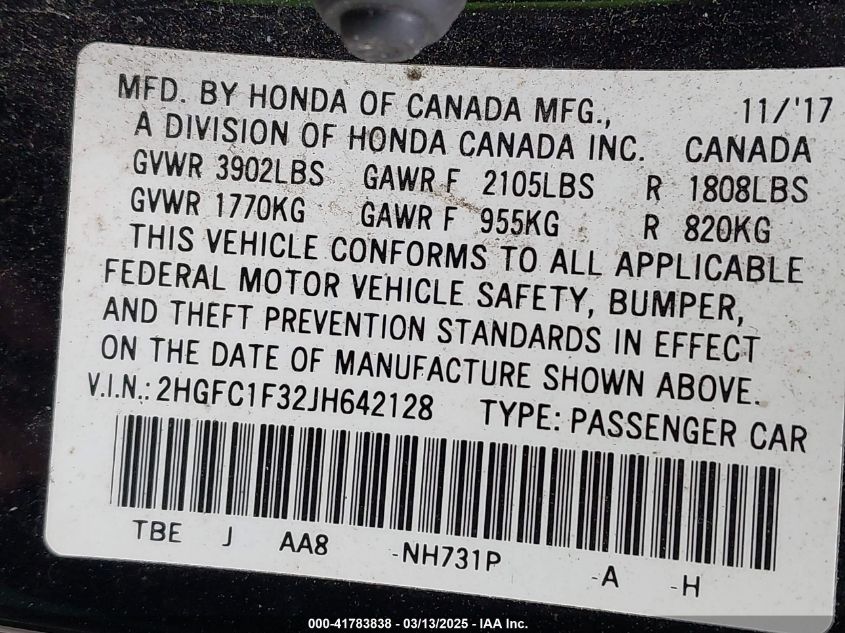 MFD. BY HONDA OF CANADA MFG., 11/'17
A DIVISION OF HONDA CANADA INC. CANADA
GVWR 3902LBS GAWR F 2105LBS R 1808LBS
GVWR 1770KG GAWR F 955KG R 820KG
THIS VEHICLE CONFORMS TO ALL APPLICABLE
FEDERAL MOTOR VEHICLE SAFETY, BUMPER,
AND THEFT PREVENTION STANDARDS IN EFFECT
ON THE DATE OF MANUFACTURE SHOWN ABOVE.
V.I.N.: 2HGFC1F32JH642128 TYPE: PASSENGER CAR
TBE J AA8 -NH731P -A -H
000-41783838 - 03/13/2025 - IAA Inc.